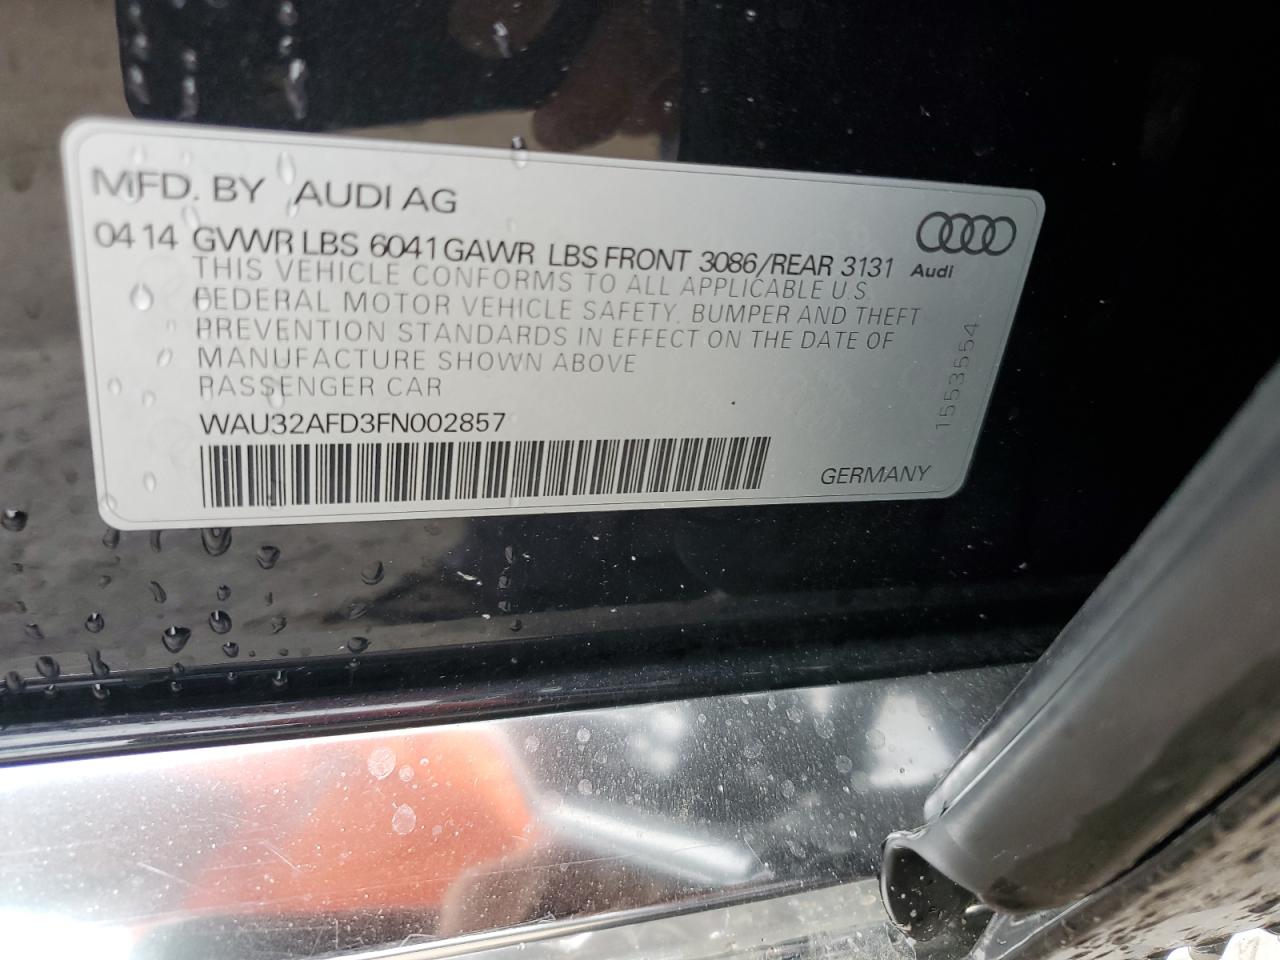 MFD. BY AUDI AG
04 14 GVWR LBS 6041 GAWR LBS FRONT 3086/REAR 3131
Audi
THIS VEHICLE CONFORMS TO ALL APPLICABLE U.S.
FEDERAL MOTOR VEHICLE SAFETY, BUMPER AND THEFT
PREVENTION STANDARDS IN EFFECT ON THE DATE OF
MANUFACTURE SHOWN ABOVE
PASSENGER CAR
WAU32AFD3FN002857
GERMANY
1553554